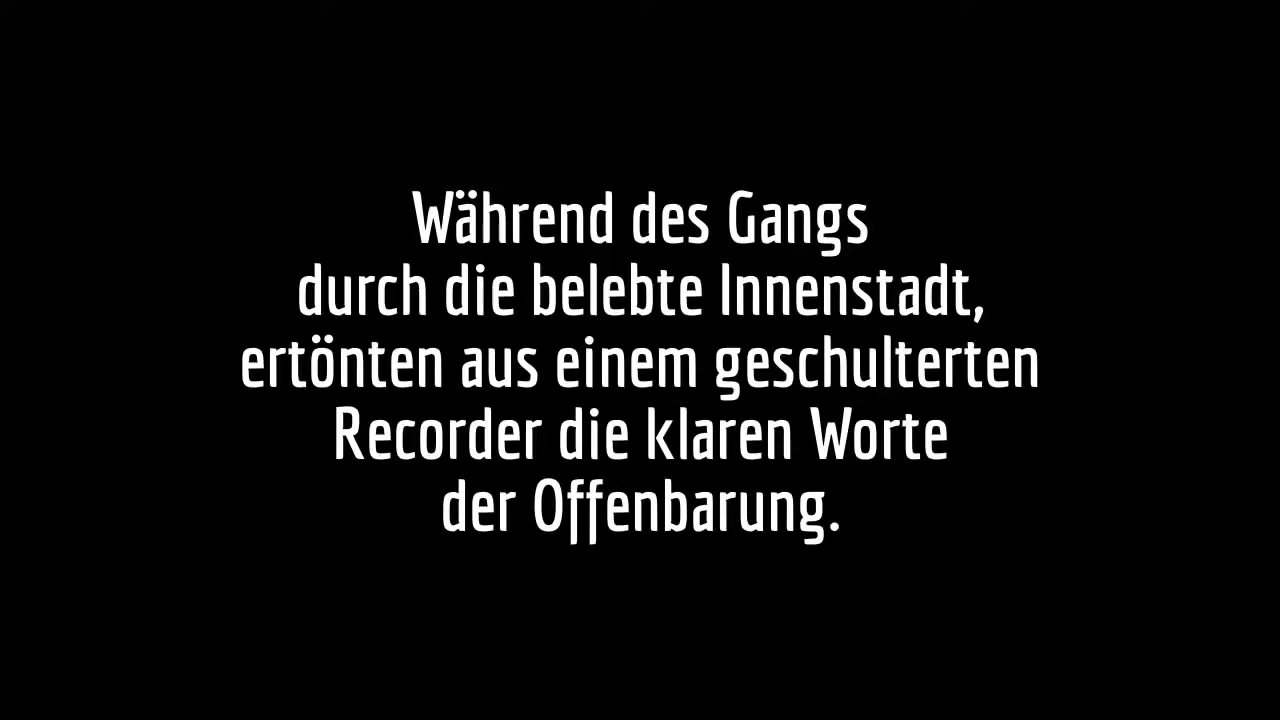 Während des Gangs
durch die belebte Innenstadt,
ertönten aus einem geschulterten
Recorder die klaren Worte
der Offenbarung.